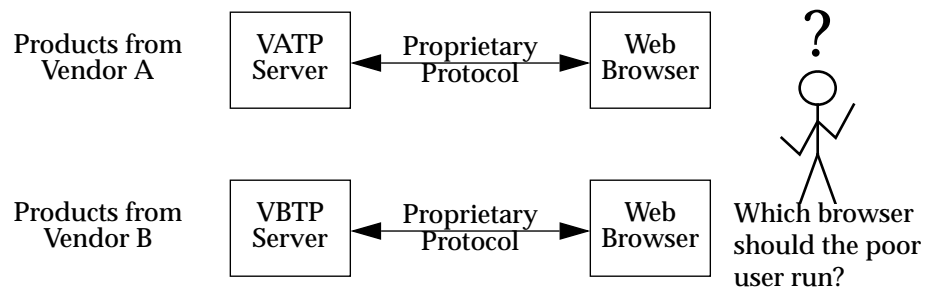 Products from
Vendor A
VATP
Server
Proprietary
Protocol
Web
Browser
?
Products from
Vendor B
VBTP
Server
Proprietary
Protocol
Web
Browser
Which browser
should the poor
user run?